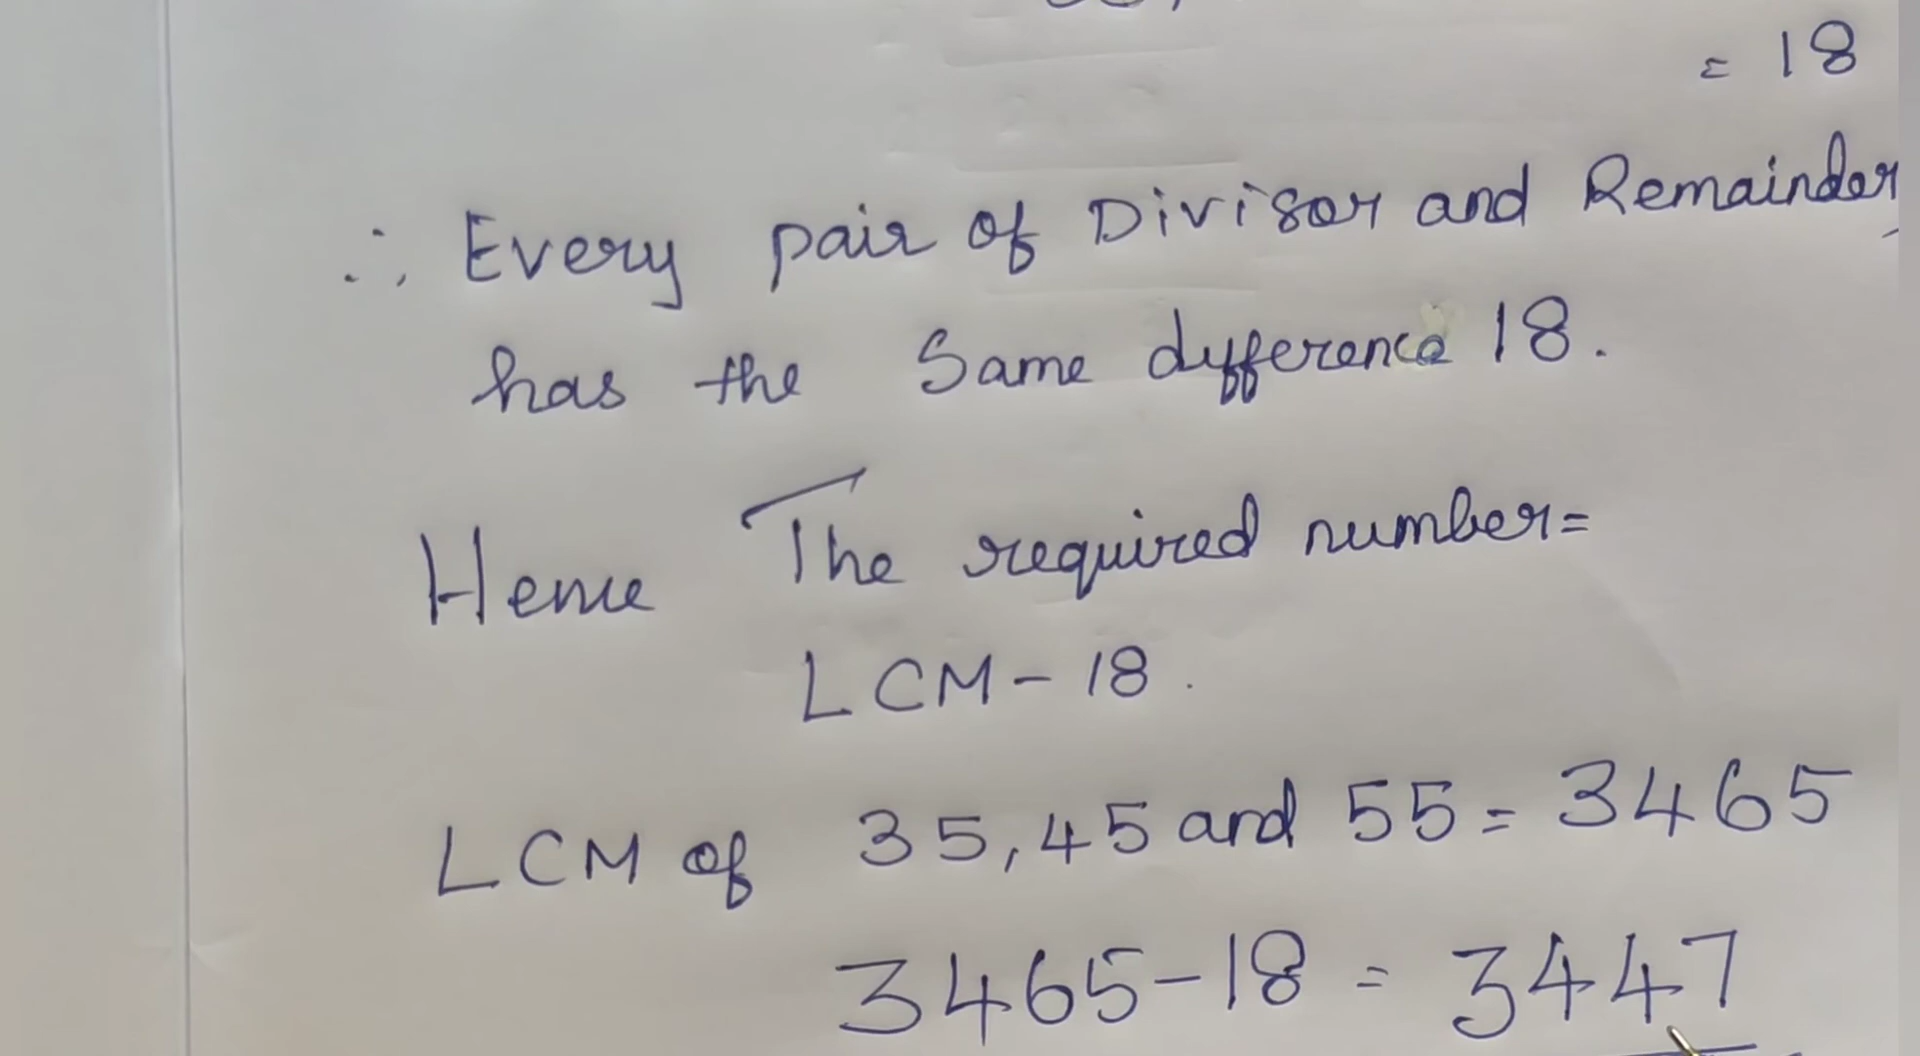 = 18
∴ Every pair of Divisor and Remainder
has the Same difference 18.
Hence The required number=
LCM - 18.
LCM of 35, 45 and 55 = 3465
3465 - 18 = 3447